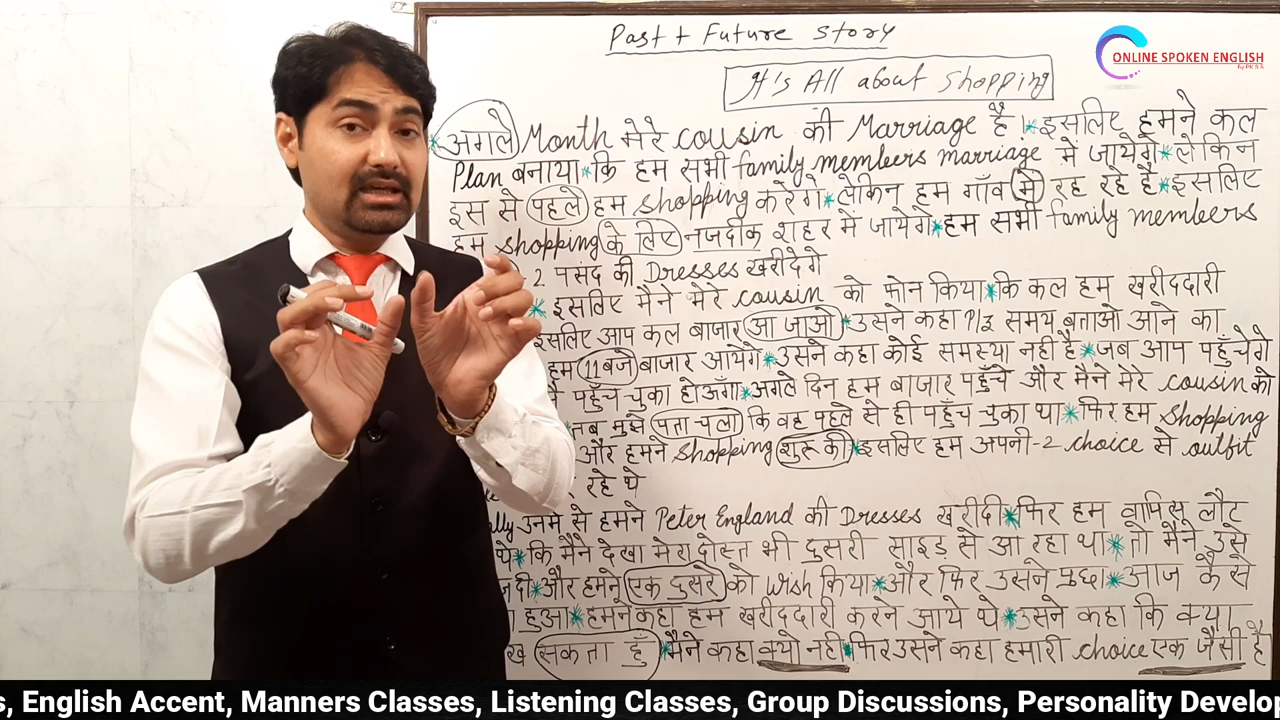 Past + Future Story
ONLINE SPOKEN ENGLISH
It's All about Shopping
अगले Month मेरे cousin की Marriage है। * इसलिए हमने कल
Plan बनाया * कि हम सभी family members marriage में जायेंगे * लेकिन
इस से पहले हम shopping करेंगे * लेकिन हम गाँव में रह रहे है * इसलिए
हम shopping के लिए नजदीक शहर में जायेंगे * हम सभी family members
2 पसंद की Dresses खरीदेगे
* इसलिए मैने मेरे cousin को फोन किया * कि कल हम खरीददारी
इसलिए आप कल बाजार आ जाओ * उसने कहा Plz समय बताओ आने का
हम 11 बजे बाजार आयेगे * उसने कहा कोई समस्या नही है * जब आप पहुँचेगे
पहुँच चुका होऊँगा * अगले दिन हम बाजार पहुँचे और मैने मेरे cousin को
तब मुझे पता चला कि वह पहले से ही पहुँच चुका था * फिर हम shopping
और हमने shopping शुरू की * इसलिए हम अपनी-2 choice से outfit
रहे थे
उनमे से हमने Peter England की Dresses खरीदी * फिर हम वापिस लौट
थे * कि मैने देखा मेरा दोस्त भी दुसरी साइड से आ रहा था * तो मैने उसे
दी * और हमने एक दुसरे को wish किया * और फिर उसने पुछा * आज कैसे
हुआ * हमने कहा हम खरीददारी करने आये थे * उसने कहा कि क्या
सकता हूँ * मैने कहा क्यो नही * फिर उसने कहा हमारी choice एक जैसी है
s, English Accent, Manners Classes, Listening Classes, Group Discussions, Personality Develop